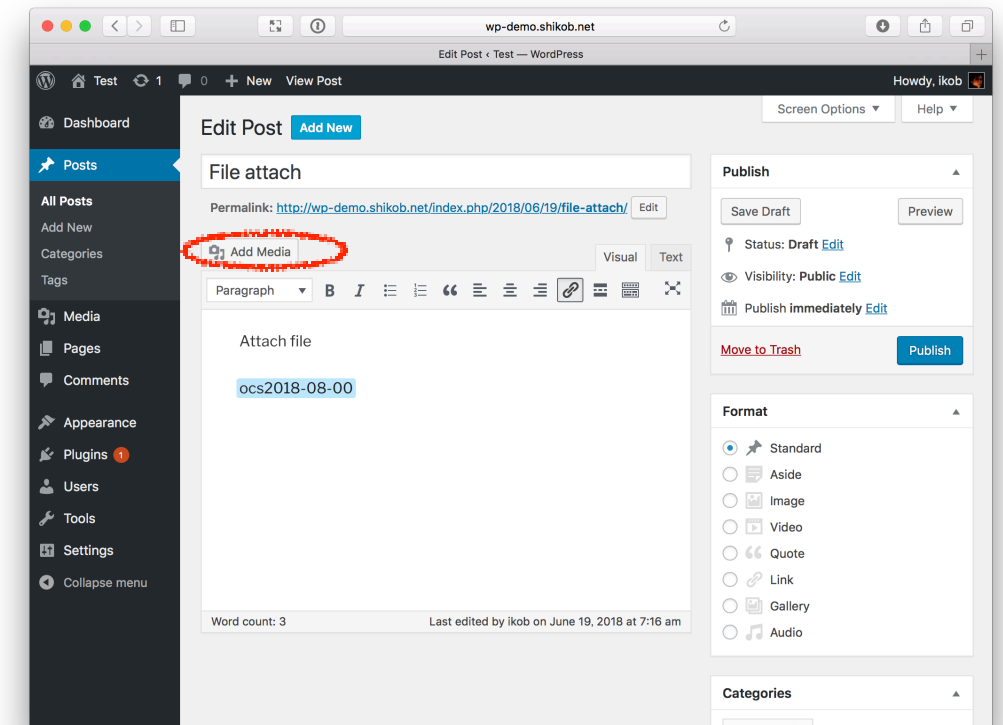 wp-demo.shikob.net
Edit Post ‹ Test — WordPress
Test 1 0 New View Post Howdy, ikob
Screen Options Help
Dashboard
Posts
All Posts
Add New
Categories
Tags
Media
Pages
Comments
Appearance
Plugins 1
Users
Tools
Settings
Collapse menu
Edit Post Add New
File attach
Permalink: http://wp-demo.shikob.net/index.php/2018/06/19/file-attach/ Edit
Add Media
Visual Text
Paragraph B I
Attach file
ocs2018-08-00
Word count: 3 Last edited by ikob on June 19, 2018 at 7:16 am
Publish
Save Draft Preview
Status: Draft Edit
Visibility: Public Edit
Publish immediately Edit
Move to Trash Publish
Format
Standard
Aside
Image
Video
Quote
Link
Gallery
Audio
Categories